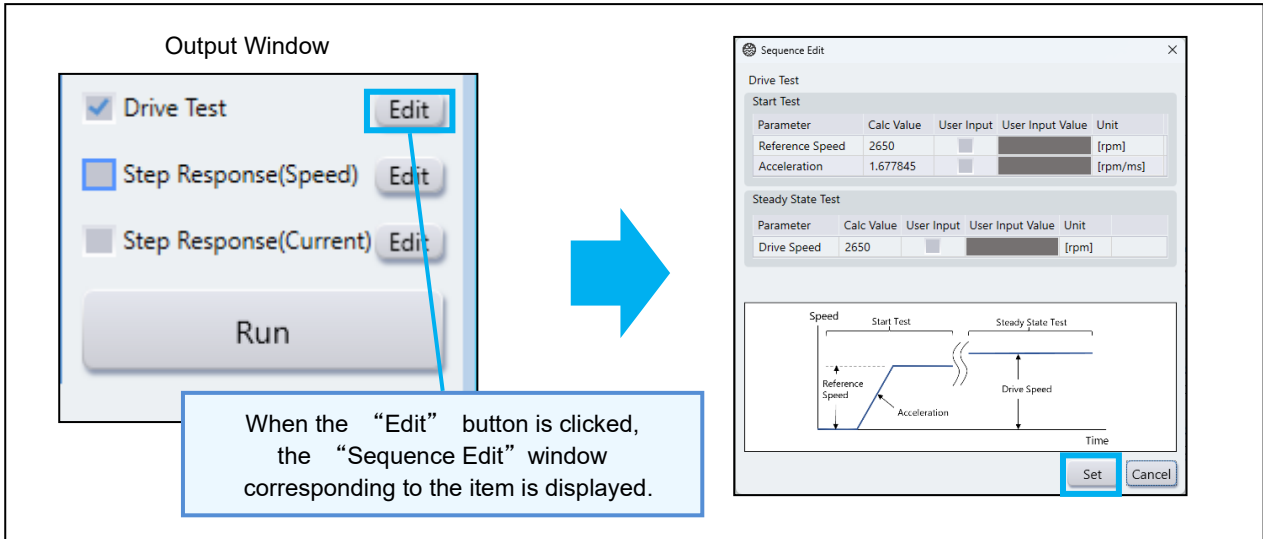 Output Window
Drive Test
Edit
Step Response(Speed)
Edit
Step Response(Current)
Edit
Run
When the “Edit” button is clicked,
the “Sequence Edit” window
corresponding to the item is displayed.
Sequence Edit
Drive Test
Start Test
Parameter Calc Value User Input User Input Value Unit
Reference Speed 2650 [rpm]
Acceleration 1.677845 [rpm/ms]
Steady State Test
Parameter Calc Value User Input User Input Value Unit
Drive Speed 2650 [rpm]
Speed
Start Test
Steady State Test
Reference
Speed
Acceleration
Drive Speed
Time
Set
Cancel